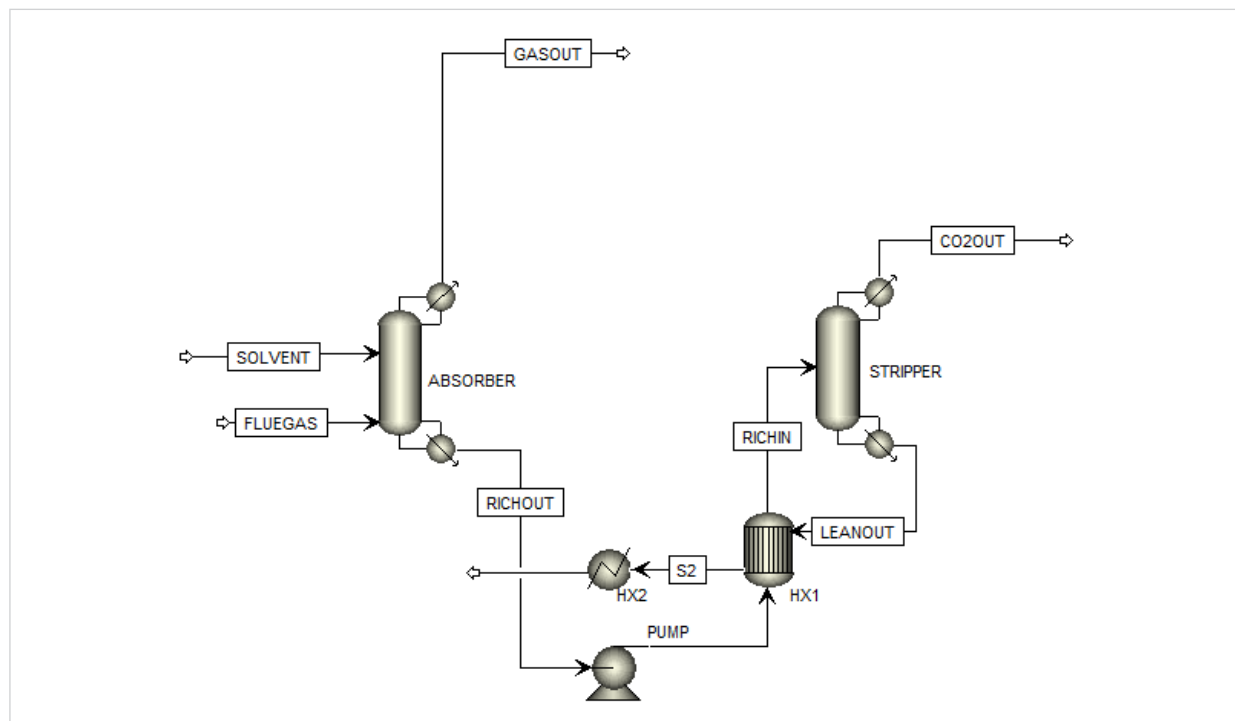 GASOUT
CO2OUT
SOLVENT
ABSORBER
STRIPPER
FLUEGAS
RICHIN
RICHOUT
LEANOUT
S2
HX2
HX1
PUMP